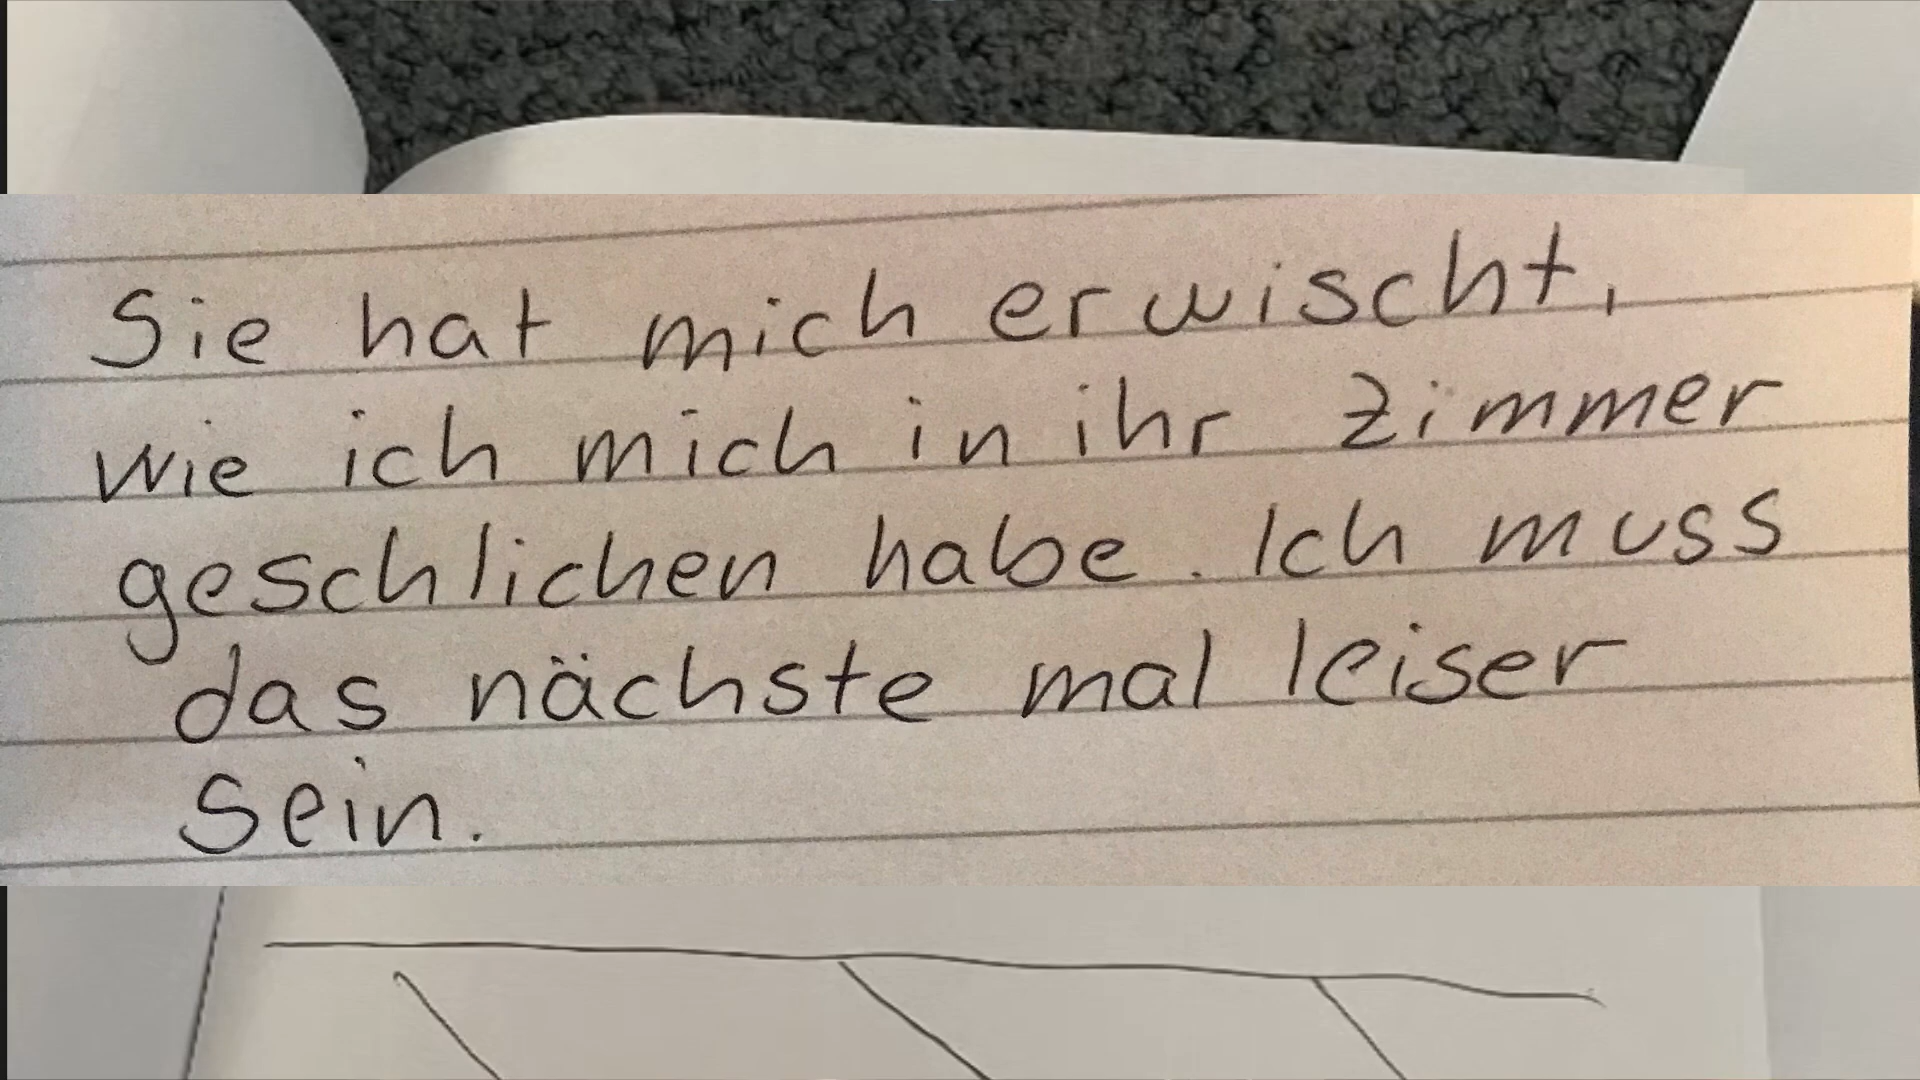 Sie hat mich erwischt,
wie ich mich in ihr Zimmer
geschlichen habe. Ich muss
das nächste mal leiser
sein.